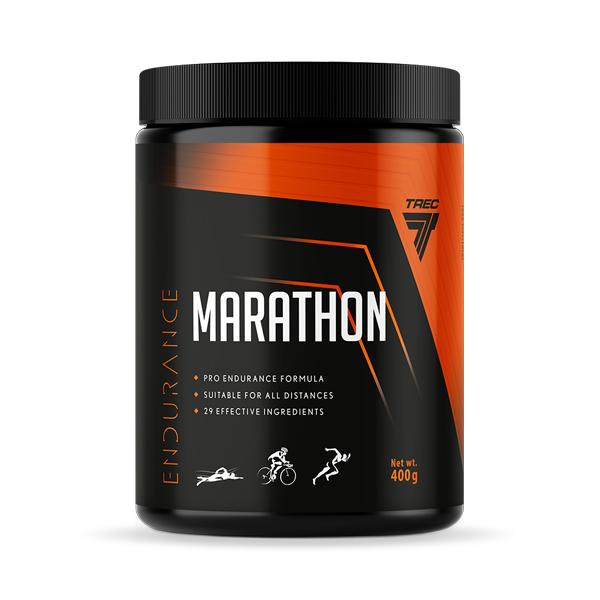 TREC
ENDURANCE
MARATHON
PRO ENDURANCE FORMULA
SUITABLE FOR ALL DISTANCES
29 EFFECTIVE INGREDIENTS
Net wt.
400g